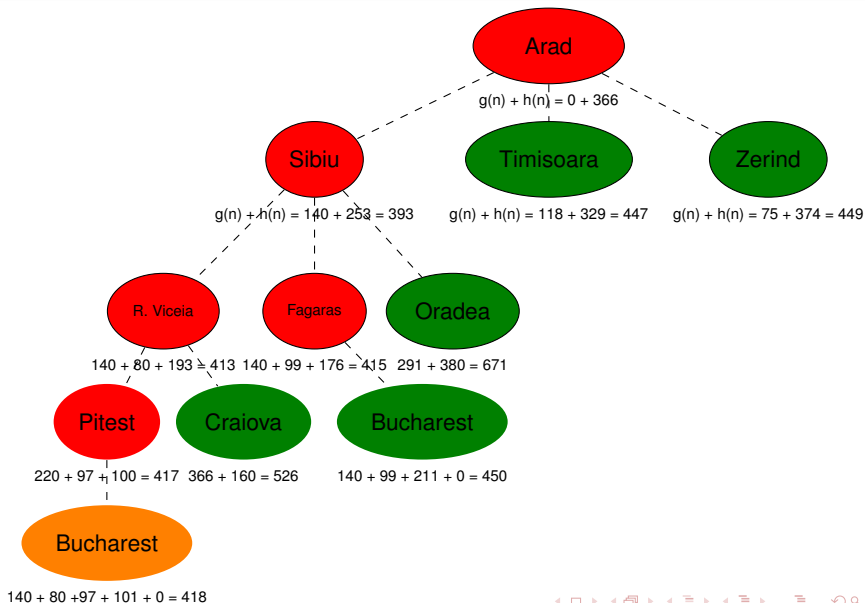 Arad
g(n) + h(n) = 0 + 366
Sibiu
Timisoara
Zerind
g(n) + h(n) = 140 + 253 = 393
g(n) + h(n) = 118 + 329 = 447
g(n) + h(n) = 75 + 374 = 449
R. Viceia
Fagaras
Oradea
140 + 80 + 193 = 413
140 + 99 + 176 = 415
291 + 380 = 671
Pitest
Craiova
Bucharest
220 + 97 + 100 = 417
366 + 160 = 526
140 + 99 + 211 + 0 = 450
Bucharest
140 + 80 +97 + 101 + 0 = 418